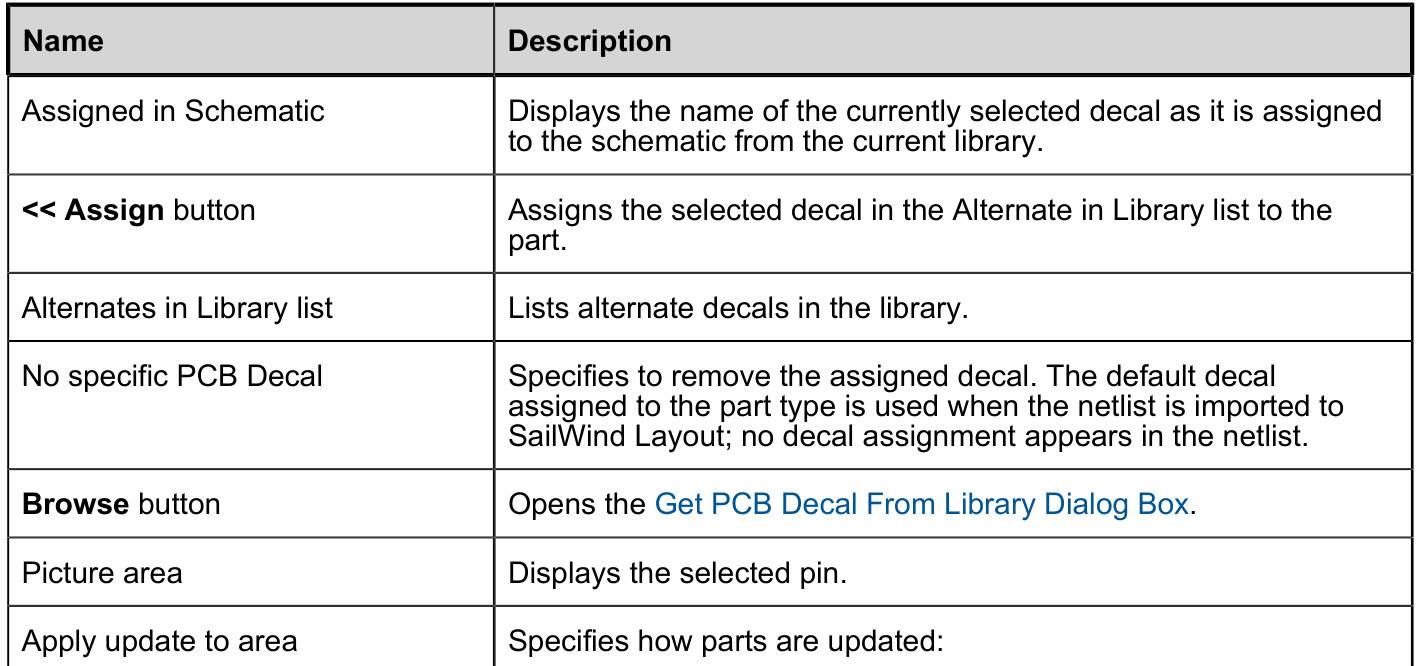 Name Description
Assigned in Schematic Displays the name of the currently selected decal as it is assigned
to the schematic from the current library.
<< Assign button Assigns the selected decal in the Alternate in Library list to the
part.
Alternates in Library list Lists alternate decals in the library.
No specific PCB Decal Specifies to remove the assigned decal. The default decal
assigned to the part type is used when the netlist is imported to
SailWind Layout; no decal assignment appears in the netlist.
Browse button Opens the Get PCB Decal From Library Dialog Box.
Picture area Displays the selected pin.
Apply update to area Specifies how parts are updated: